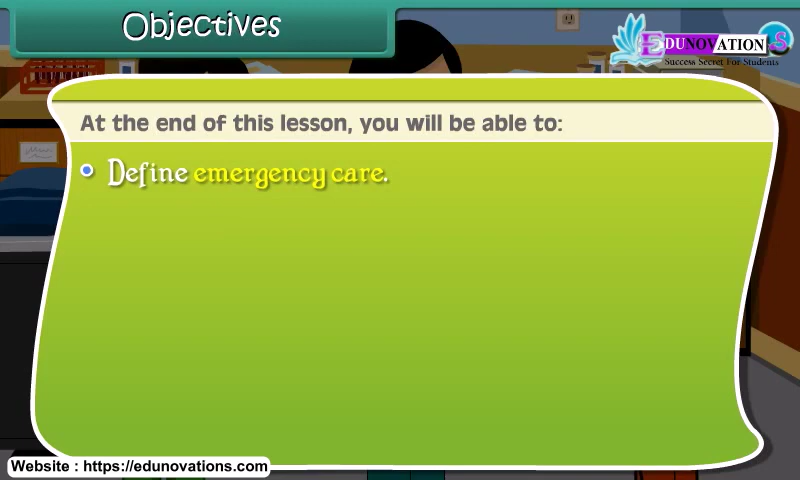 Objectives
EDUNOVATION.S
Success Secret For Students
At the end of this lesson, you will be able to:
Define emergency care.
Website : https://edunovations.com